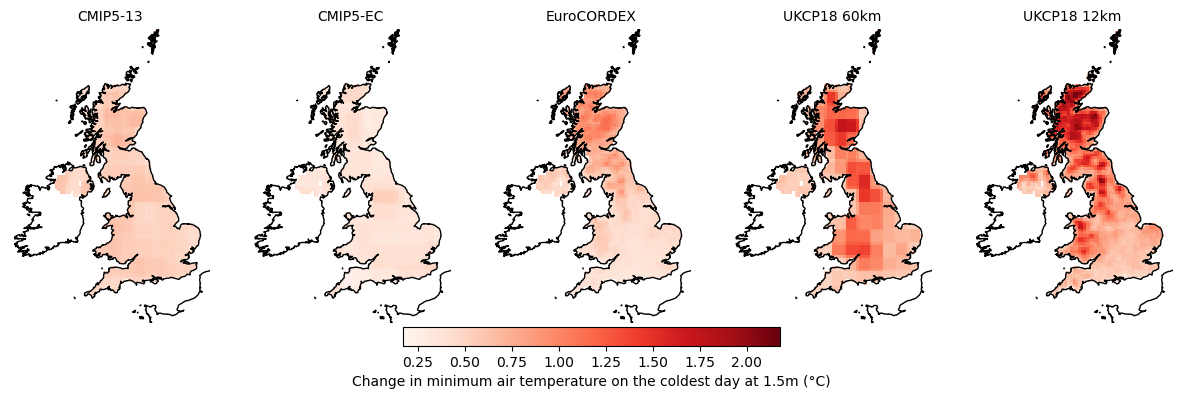 CMIP5-13 CMIP5-EC EuroCORDEX UKCP18 60km UKCP18 12km
0.25 0.50 0.75 1.00 1.25 1.50 1.75 2.00
Change in minimum air temperature on the coldest day at 1.5m (°C)